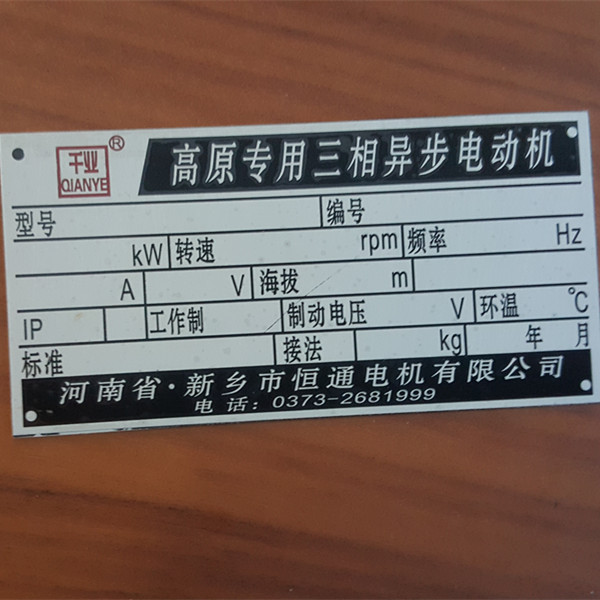 千业 ® 高原专用三相异步电动机
QIANYE
型号 编号
kW 转速 rpm 频率 Hz
A V 海拔 m
IP 工作制 制动电压 V 环温 ℃
标准 接法 kg 年 月
河南省·新乡市恒通电机有限公司
电话：0373-2681999